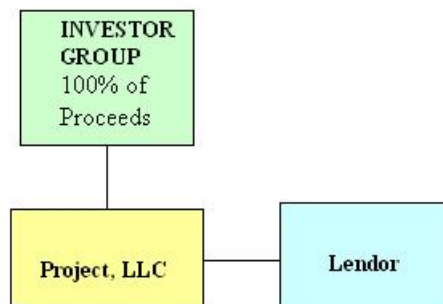 INVESTOR
GROUP
100% of
Proceeds
Project, LLC
Lendor